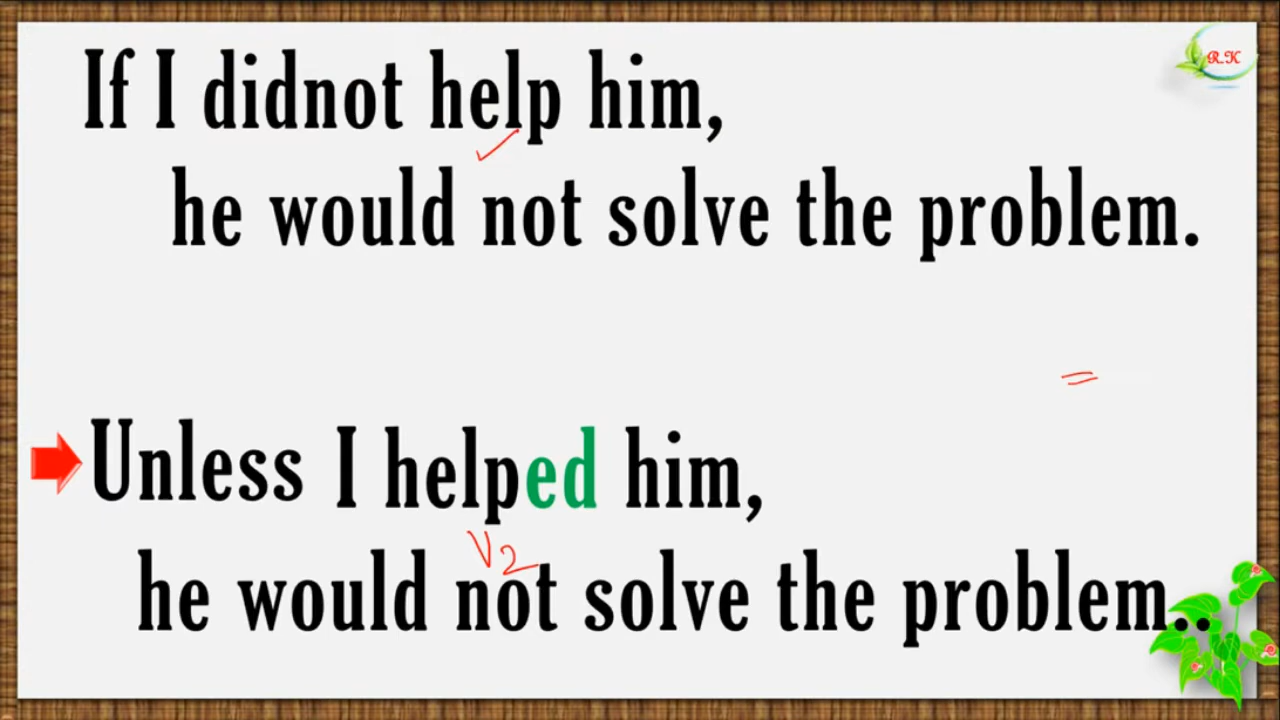 If I didnot help him,
R.K
he would not solve the problem.
Unless I helped him,
V2
he would not solve the problem..